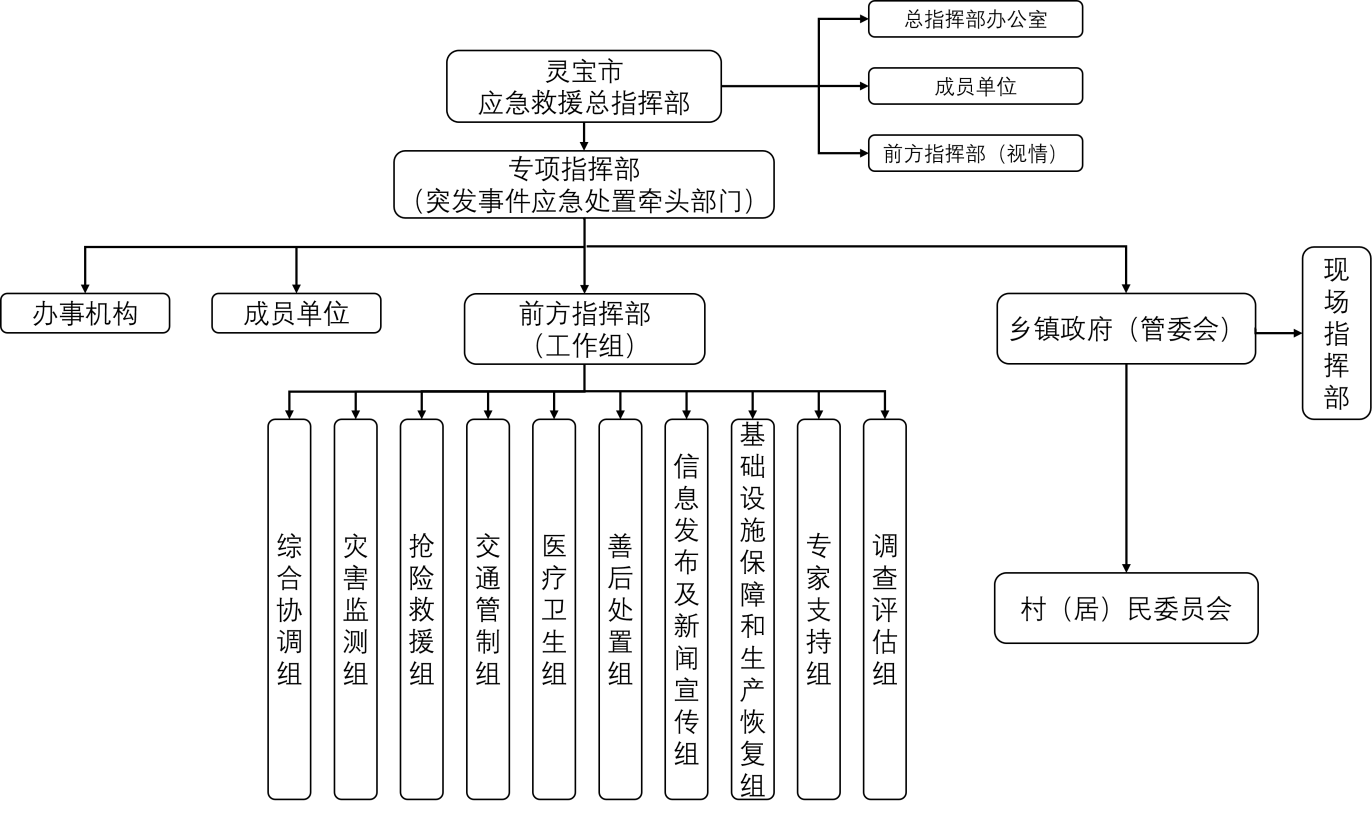 总指挥部办公室
灵宝市
应急救援总指挥部
成员单位
前方指挥部（视情）
专项指挥部
（突发事件应急处置牵头部门）
办事机构
成员单位
前方指挥部
（工作组）
乡镇政府（管委会）
现场指挥部
综合协调组
灾害监测组
抢险救援组
交通管制组
医疗卫生组
善后处置组
信息发布及新闻宣传组
基础设施保障和生产恢复组
专家支持组
调查评估组
村（居）民委员会